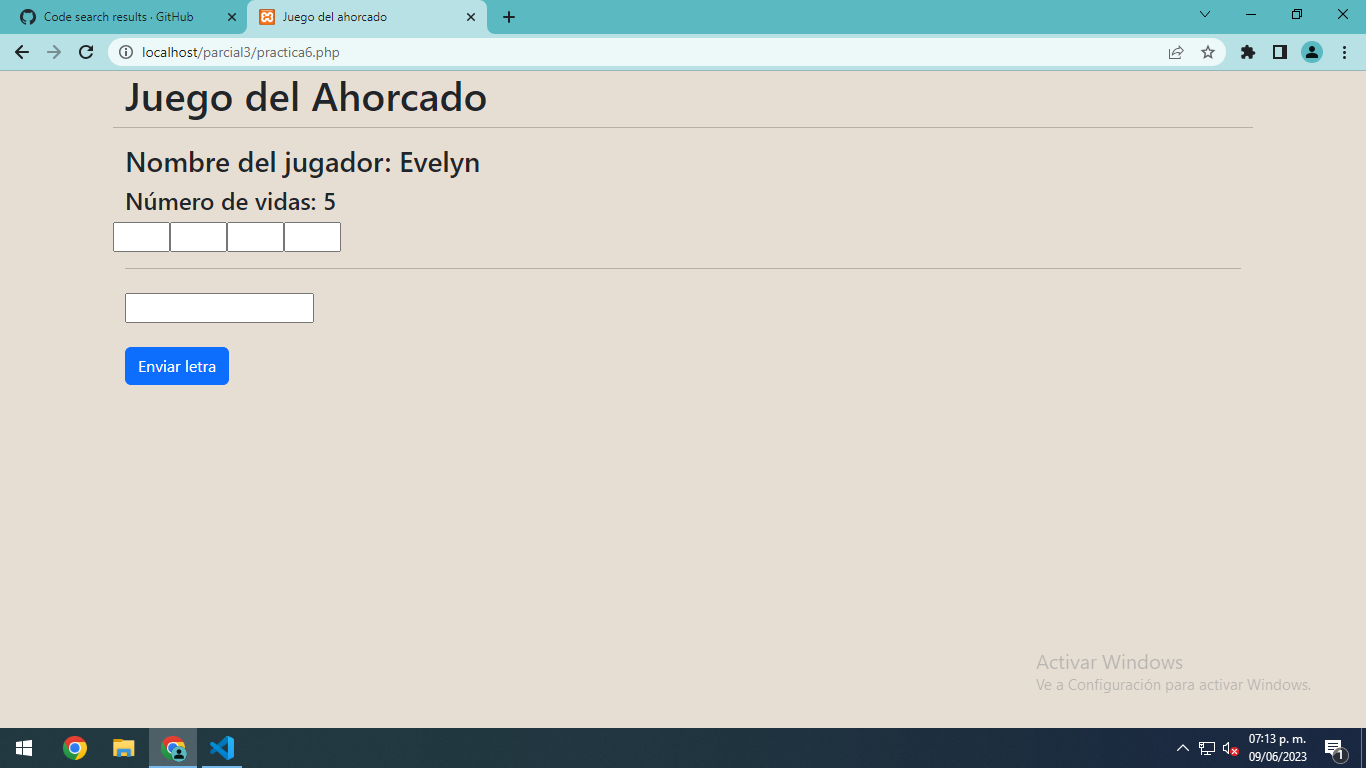 Code search results · GitHub
Juego del ahorcado
localhost/parcial3/practica6.php
Juego del Ahorcado
Nombre del jugador: Evelyn
Número de vidas: 5
Enviar letra
Activar Windows
Ve a Configuración para activar Windows.
07:13 p. m.
09/06/2023
1